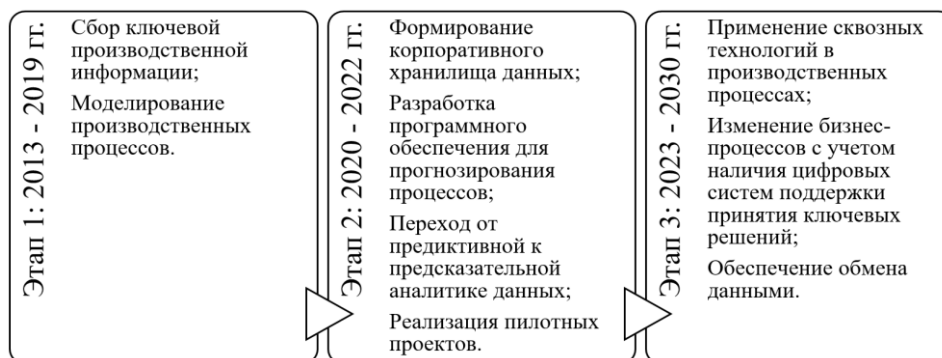 Этап 1: 2013 - 2019 гг.
Сбор ключевой
производственной
информации;
Моделирование
производственных
процессов.
Этап 2: 2020 - 2022 гг.
Формирование
корпоративного
хранилища данных;
Разработка
программного
обеспечения для
прогнозирования
процессов;
Переход от
предиктивной к
предсказательной
аналитике данных;
Реализация пилотных
проектов.
Этап 3: 2023 - 2030 гг.
Применение сквозных
технологий в
производственных
процессах;
Изменение бизнес-
процессов с учетом
наличия цифровых
систем поддержки
принятия ключевых
решений;
Обеспечение обмена
данными.